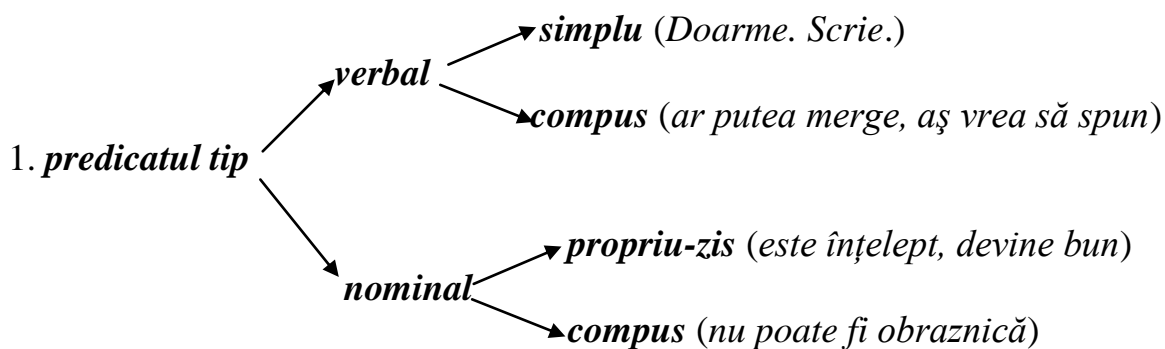 simplu (Doarme. Scrie.)
verbal
compus (ar putea merge, aş vrea să spun)
1. predicatul tip
propriu-zis (este înţelept, devine bun)
nominal
compus (nu poate fi obraznică)